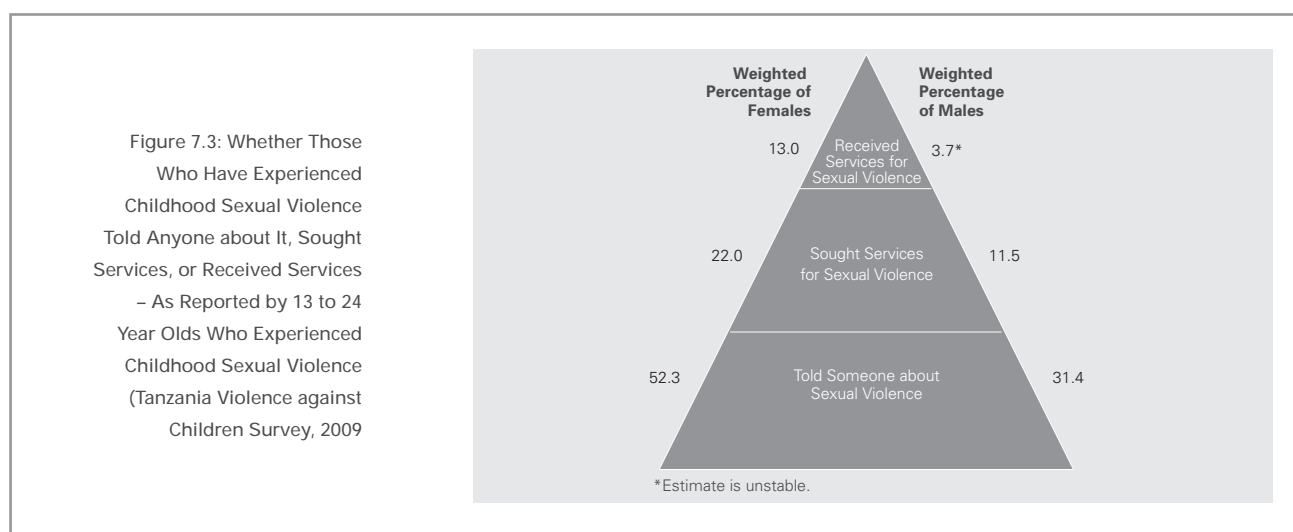 Figure 7.3: Whether Those
Who Have Experienced
Childhood Sexual Violence
Told Anyone about It, Sought
Services, or Received Services
– As Reported by 13 to 24
Year Olds Who Experienced
Childhood Sexual Violence
(Tanzania Violence against
Children Survey, 2009
Weighted
Percentage of
Females
Weighted
Percentage
of Males
13.0
Received
Services for
Sexual Violence
3.7*
22.0
Sought Services
for Sexual Violence
11.5
52.3
Told Someone about
Sexual Violence
31.4
*Estimate is unstable.